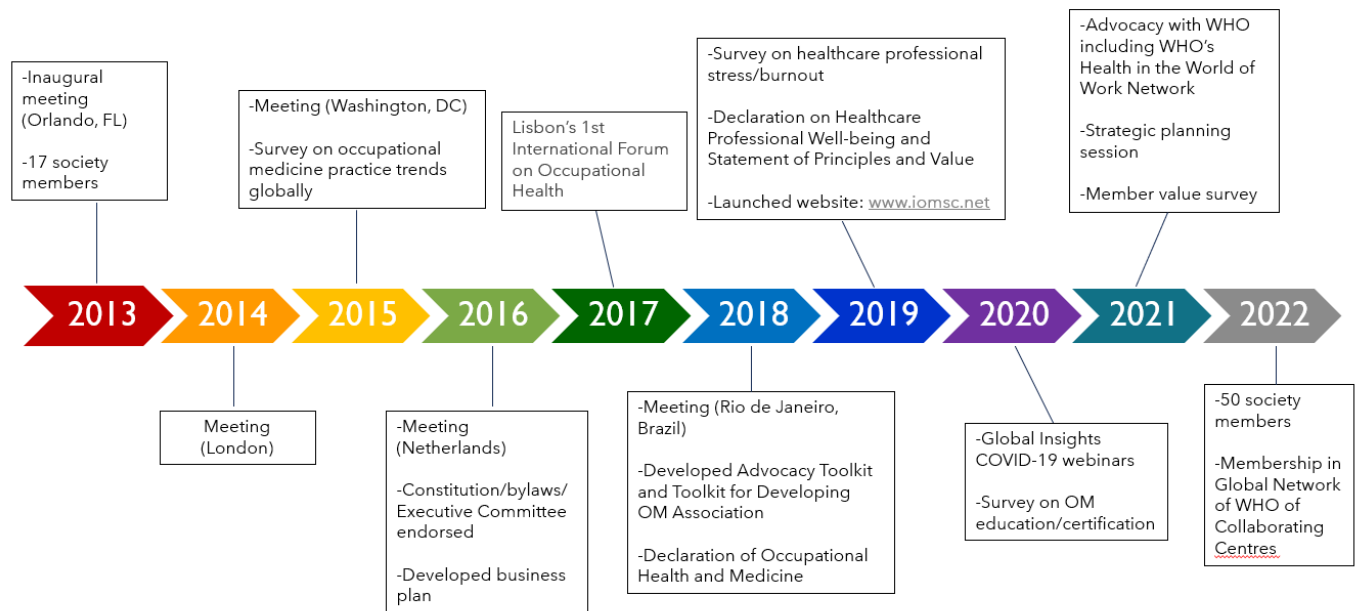 -Inaugural
meeting
(Orlando, FL)
-17 society
members
-Meeting (Washington, DC)
-Survey on occupational
medicine practice trends
globally
Lisbon's 1st
International Forum
on Occupational
Health
-Survey on healthcare professional
stress/burnout
-Declaration on Healthcare
Professional Well-being and
Statement of Principles and Value
-Launched website: www.iomsc.net
-Advocacy with WHO
including WHO's
Health in the World of
Work Network
-Strategic planning
session
-Member value survey
2013
2014
2015
2016
2017
2018
2019
2020
2021
2022
Meeting
(London)
-Meeting
(Netherlands)
-Constitution/bylaws/
Executive Committee
endorsed
-Developed business
plan
-Meeting (Rio de Janeiro,
Brazil)
-Developed Advocacy Toolkit
and Toolkit for Developing
OM Association
-Declaration of Occupational
Health and Medicine
-Global Insights
COVID-19 webinars
-Survey on OM
education/certification
-50 society
members
-Membership in
Global Network
of WHO of
Collaborating
Centres